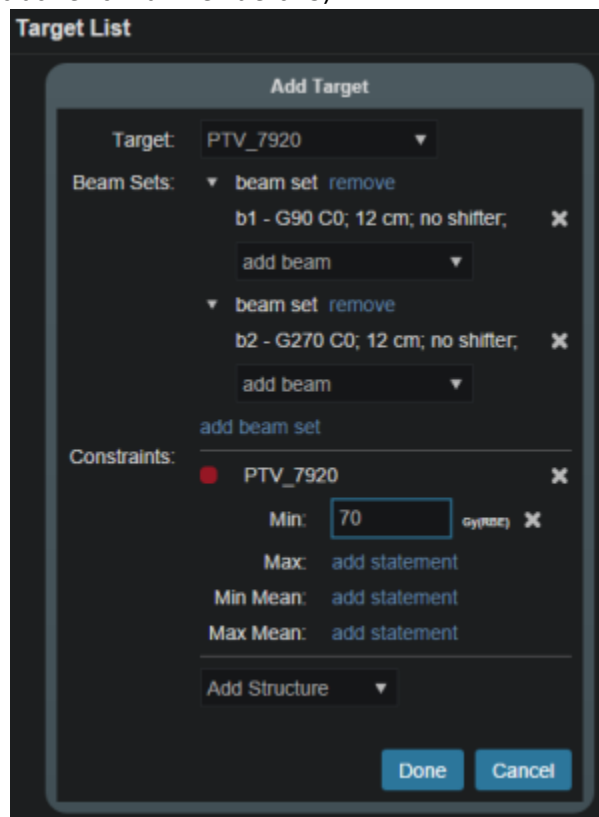 Target List
Add Target
Target: PTV_7920
Beam Sets: beam set remove
b1 - G90 C0; 12 cm; no shifter;
add beam
beam set remove
b2 - G270 C0; 12 cm; no shifter;
add beam
add beam set
Constraints:
PTV_7920
Min: 70 Gy(RBE)
Max: add statement
Min Mean: add statement
Max Mean: add statement
Add Structure
Done Cancel